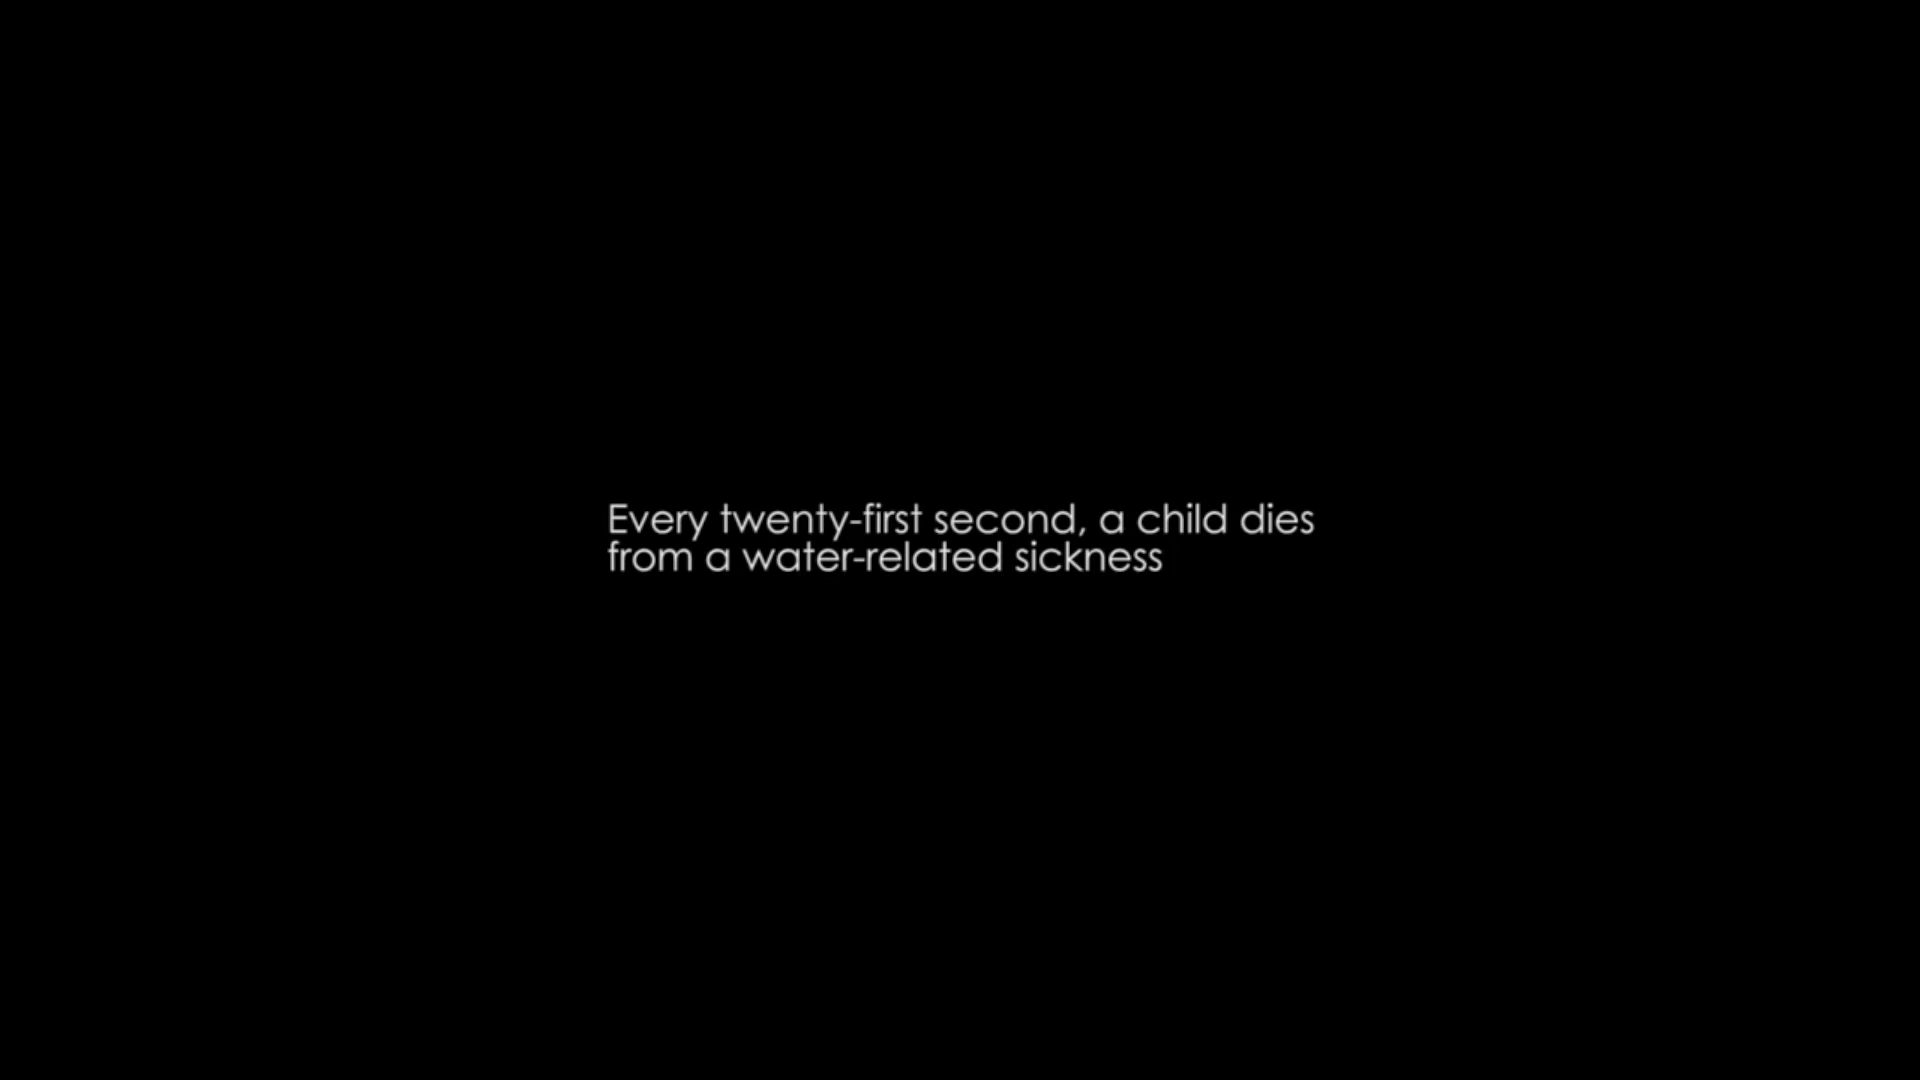 Every twenty-first second, a child dies
from a water-related sickness